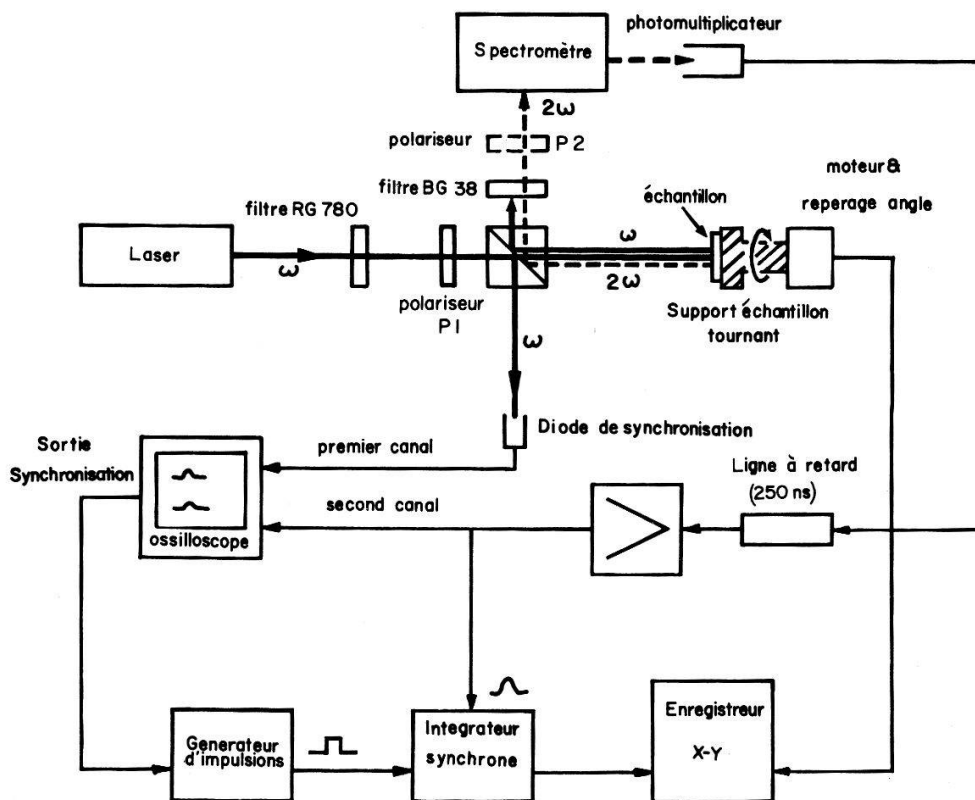 photomultiplicateur
Spectromètre
2ω
polariseur
P2
filtre BG 38
échantillon
moteur&
reperage angle
filtre RG 780
Laser
ω
ω
2ω
polariseur
P1
ω
Support échantillon
tournant
Diode de synchronisation
Sortie
Synchronisation
premier canal
Ligne à retard
(250 ns)
second canal
ossilloscope
Generateur
d'impulsions
Intégrateur
synchrone
Enregistreur
X-Y